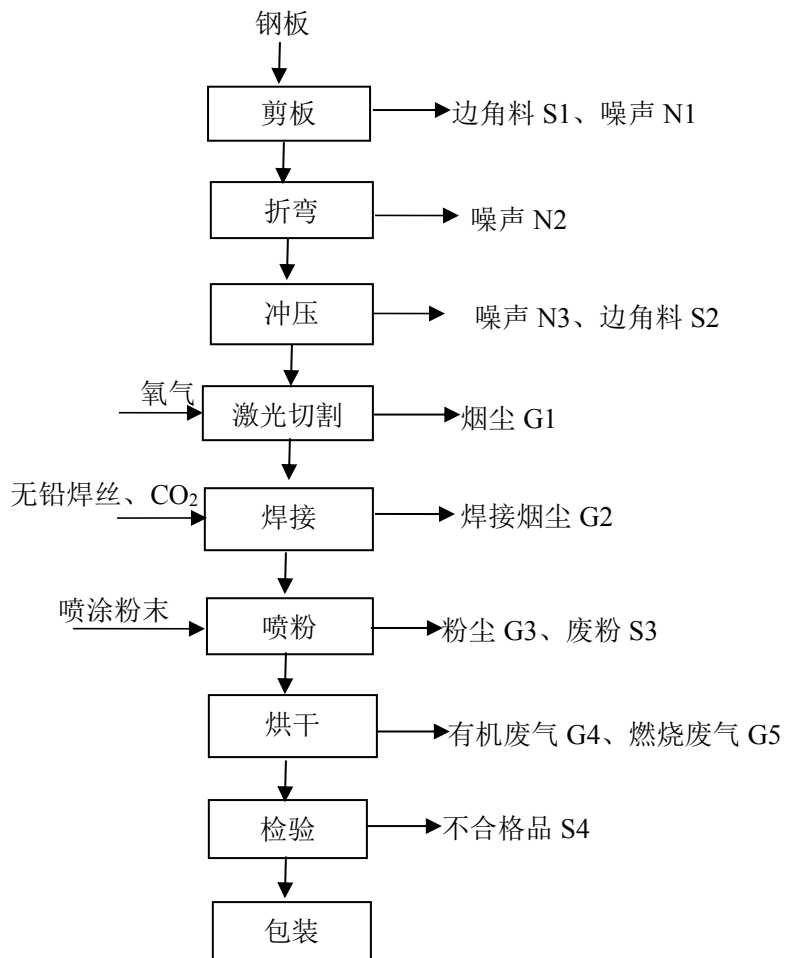 钢板
剪板
边角料 S1、噪声 N1
折弯
噪声 N2
冲压
噪声 N3、边角料 S2
氧气
激光切割
烟尘 G1
无铅焊丝、CO₂
焊接
焊接烟尘 G2
喷涂粉末
喷粉
粉尘 G3、废粉 S3
烘干
有机废气 G4、燃烧废气 G5
检验
不合格品 S4
包装